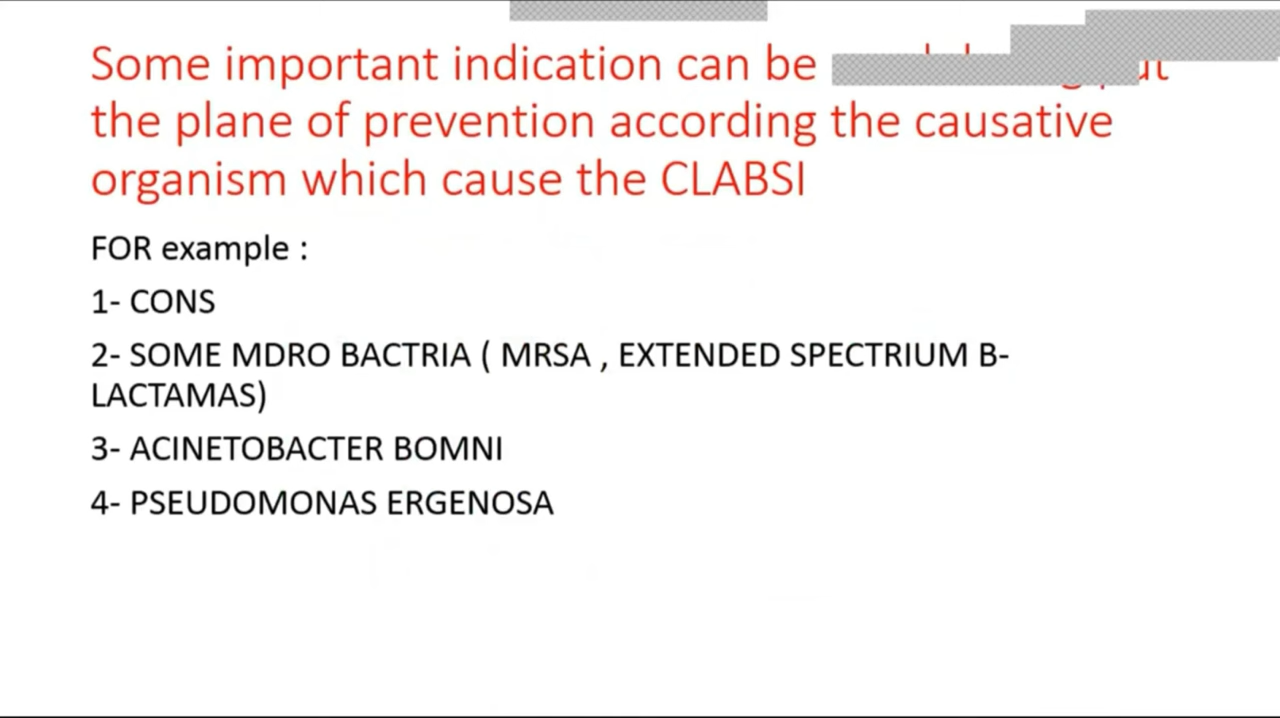 Some important indication can be
the plane of prevention according the causative
organism which cause the CLABSI
FOR example :
1- CONS
2- SOME MDRO BACTRIA ( MRSA , EXTENDED SPECTRIUM B-
LACTAMAS)
3- ACINETOBACTER BOMNI
4- PSEUDOMONAS ERGENOSA